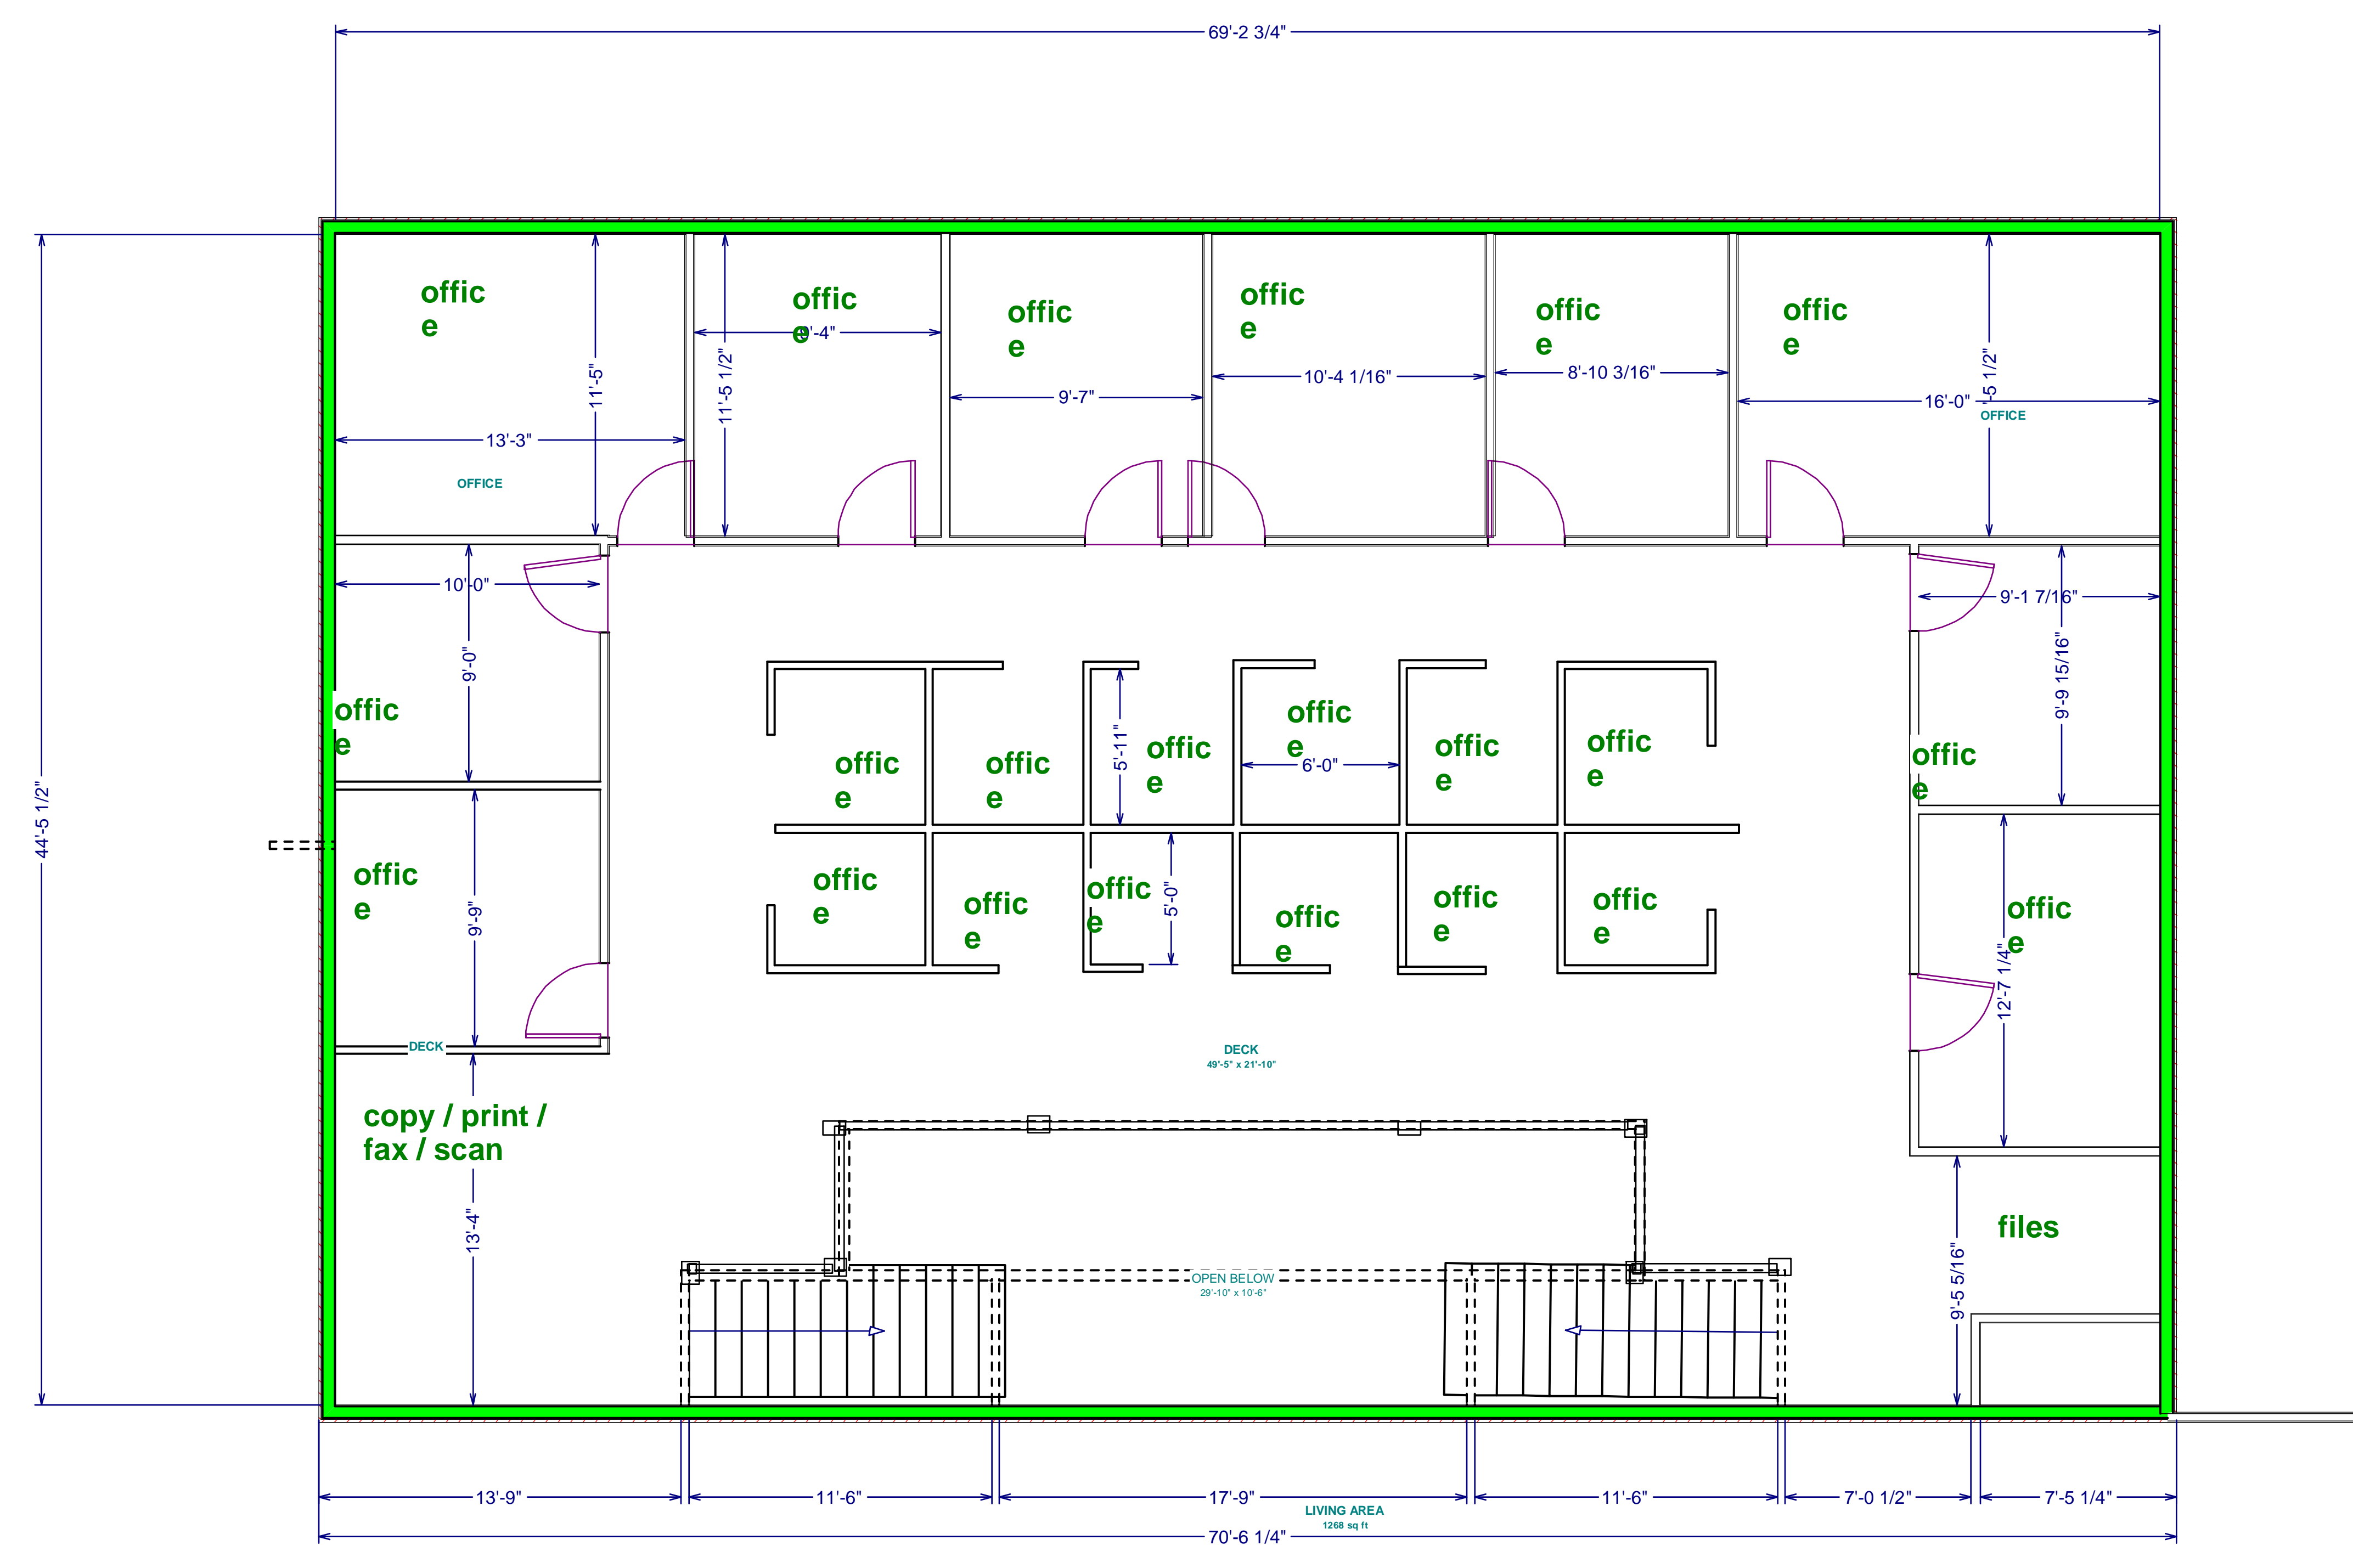 69'-2 3/4"
offic
e
offic
e
offic
e
offic
e
offic
e
offic
e
11'-5"
11'-5 1/2"
'-4"
9'-7"
10'-4 1/16"
8'-10 3/16"
16'-0"
-5 1/2"
OFFICE
13'-3"
OFFICE
10'-0"
9'-0"
9'-1 7/16"
9'-9 15/16"
offic
e
offic
e
offic
e
5'-11"
offic
e
offic
e
6'-0"
offic
e
offic
e
offic
e
44'-5 1/2"
offic
e
9'-9"
offic
e
offic
e
offic
e
5'-0"
offic
e
offic
e
offic
e
offic
e
12'-7 1/4"
DECK
DECK
49'-5" x 21'-10"
copy / print /
fax / scan
13'-4"
files
9'-5 5/16"
OPEN BELOW
29'-10" x 10'-6"
13'-9"
11'-6"
17'-9"
11'-6"
7'-0 1/2"
7'-5 1/4"
LIVING AREA
1268 sq ft
70'-6 1/4"